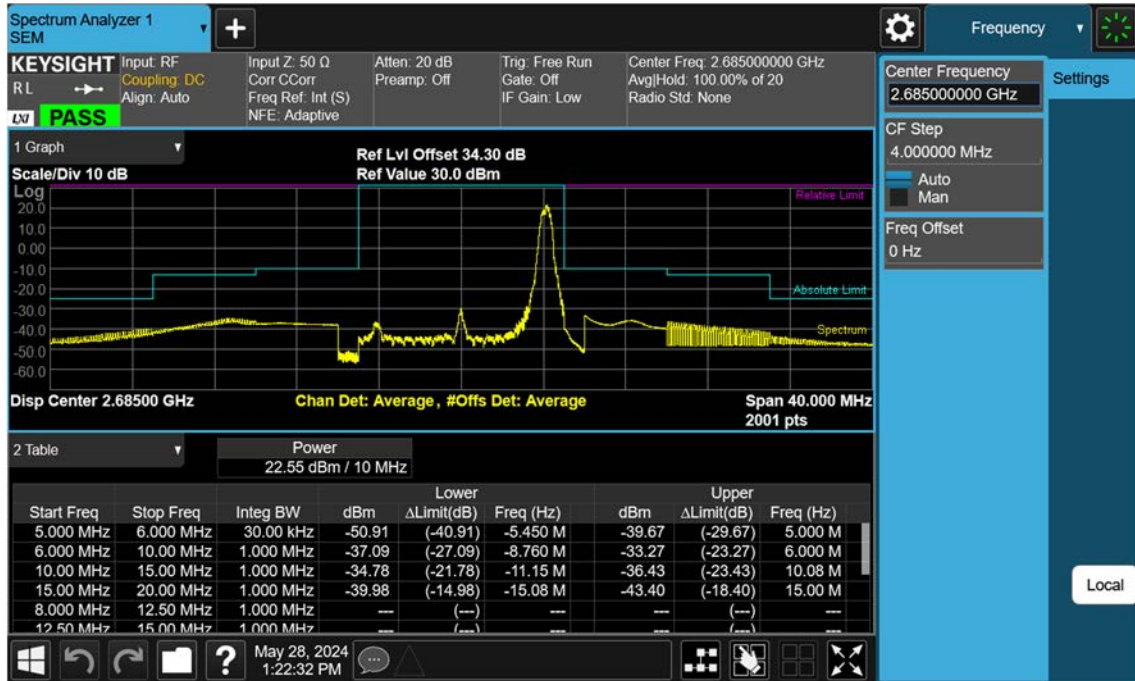 Spectrum Analyzer 1
SEM
Frequency
KEYSIGHT
R L
LXI
PASS
Input: RF
Coupling: DC
Align: Auto
Input Z: 50 Ω
Corr CCorr
Freq Ref: Int (S)
NFE: Adaptive
Atten: 20 dB
Preamp: Off
Trig: Free Run
Gate: Off
IF Gain: Low
Center Freq: 2.685000000 GHz
Avg|Hold: 100.00% of 20
Radio Std: None
Center Frequency
2.685000000 GHz
Settings
CF Step
4.000000 MHz
Auto
Man
Freq Offset
0 Hz
1 Graph
Scale/Div 10 dB
Ref Lvl Offset 34.30 dB
Ref Value 30.0 dBm
Log
20.0
10.0
0.00
-10.0
-20.0
-30.0
-40.0
-50.0
-60.0
Relative Limit
Absolute Limit
Spectrum
Disp Center 2.68500 GHz
Chan Det: Average, #Offs Det: Average
Span 40.000 MHz
2001 pts
2 Table
Power
22.55 dBm / 10 MHz
Lower Upper
Start Freq Stop Freq Integ BW dBm ΔLimit(dB) Freq (Hz) dBm ΔLimit(dB) Freq (Hz)
5.000 MHz 6.000 MHz 30.00 kHz -50.91 (-40.91) -5.450 M -39.67 (-29.67) 5.000 M
6.000 MHz 10.00 MHz 1.000 MHz -37.09 (-27.09) -8.760 M -33.27 (-23.27) 6.000 M
10.00 MHz 15.00 MHz 1.000 MHz -34.78 (-21.78) -11.15 M -36.43 (-23.43) 10.08 M
15.00 MHz 20.00 MHz 1.000 MHz -39.98 (-14.98) -15.08 M -43.40 (-18.40) 15.00 M
8.000 MHz 12.50 MHz 1.000 MHz --- (---) --- --- (---) ---
12.50 MHz 15.00 MHz 1.000 MHz --- (---) --- --- (---) ---
Local
?
May 28, 2024
1:22:32 PM